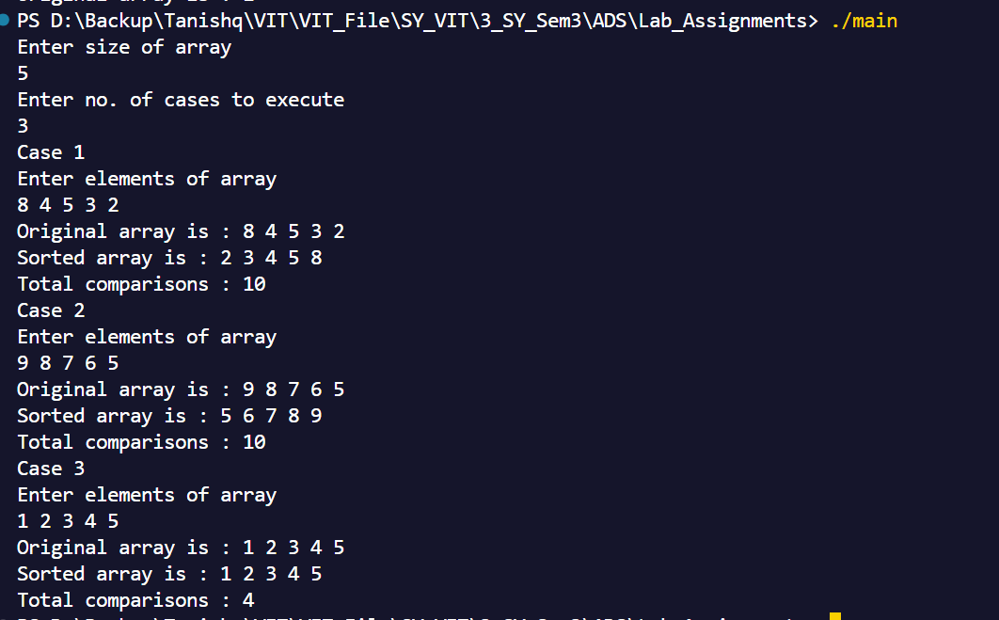 PS D:\Backup\Tanishq\VIT\VIT_File\SY_VIT\3_SY_Sem3\ADS\Lab_Assignments> ./main
Enter size of array
5
Enter no. of cases to execute
3
Case 1
Enter elements of array
8 4 5 3 2
Original array is : 8 4 5 3 2
Sorted array is : 2 3 4 5 8
Total comparisons : 10
Case 2
Enter elements of array
9 8 7 6 5
Original array is : 9 8 7 6 5
Sorted array is : 5 6 7 8 9
Total comparisons : 10
Case 3
Enter elements of array
1 2 3 4 5
Original array is : 1 2 3 4 5
Sorted array is : 1 2 3 4 5
Total comparisons : 4